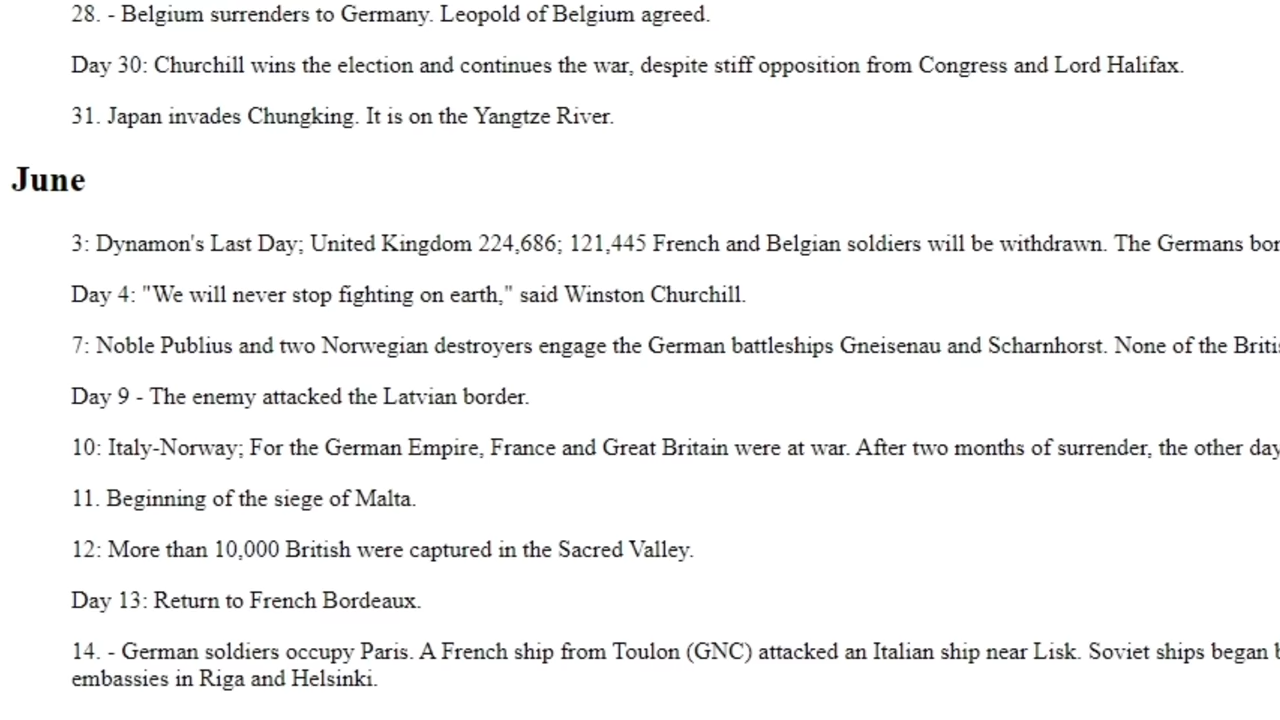 28. - Belgium surrenders to Germany. Leopold of Belgium agreed.
Day 30: Churchill wins the election and continues the war, despite stiff opposition from Congress and Lord Halifax.
31. Japan invades Chungking. It is on the Yangtze River.
June
3: Dynamon's Last Day; United Kingdom 224,686; 121,445 French and Belgian soldiers will be withdrawn. The Germans
Day 4: "We will never stop fighting on earth," said Winston Churchill.
7: Noble Publius and two Norwegian destroyers engage the German battleships Gneisenau and Scharnhorst. None of the
Day 9 - The enemy attacked the Latvian border.
10: Italy-Norway; For the German Empire, France and Great Britain were at war. After two months of surrender, the other day
11. Beginning of the siege of Malta.
12: More than 10,000 British were captured in the Sacred Valley.
Day 13: Return to French Bordeaux.
14. - German soldiers occupy Paris. A French ship from Toulon (GNC) attacked an Italian ship near Lisk. Soviet ships began
embassies in Riga and Helsinki.